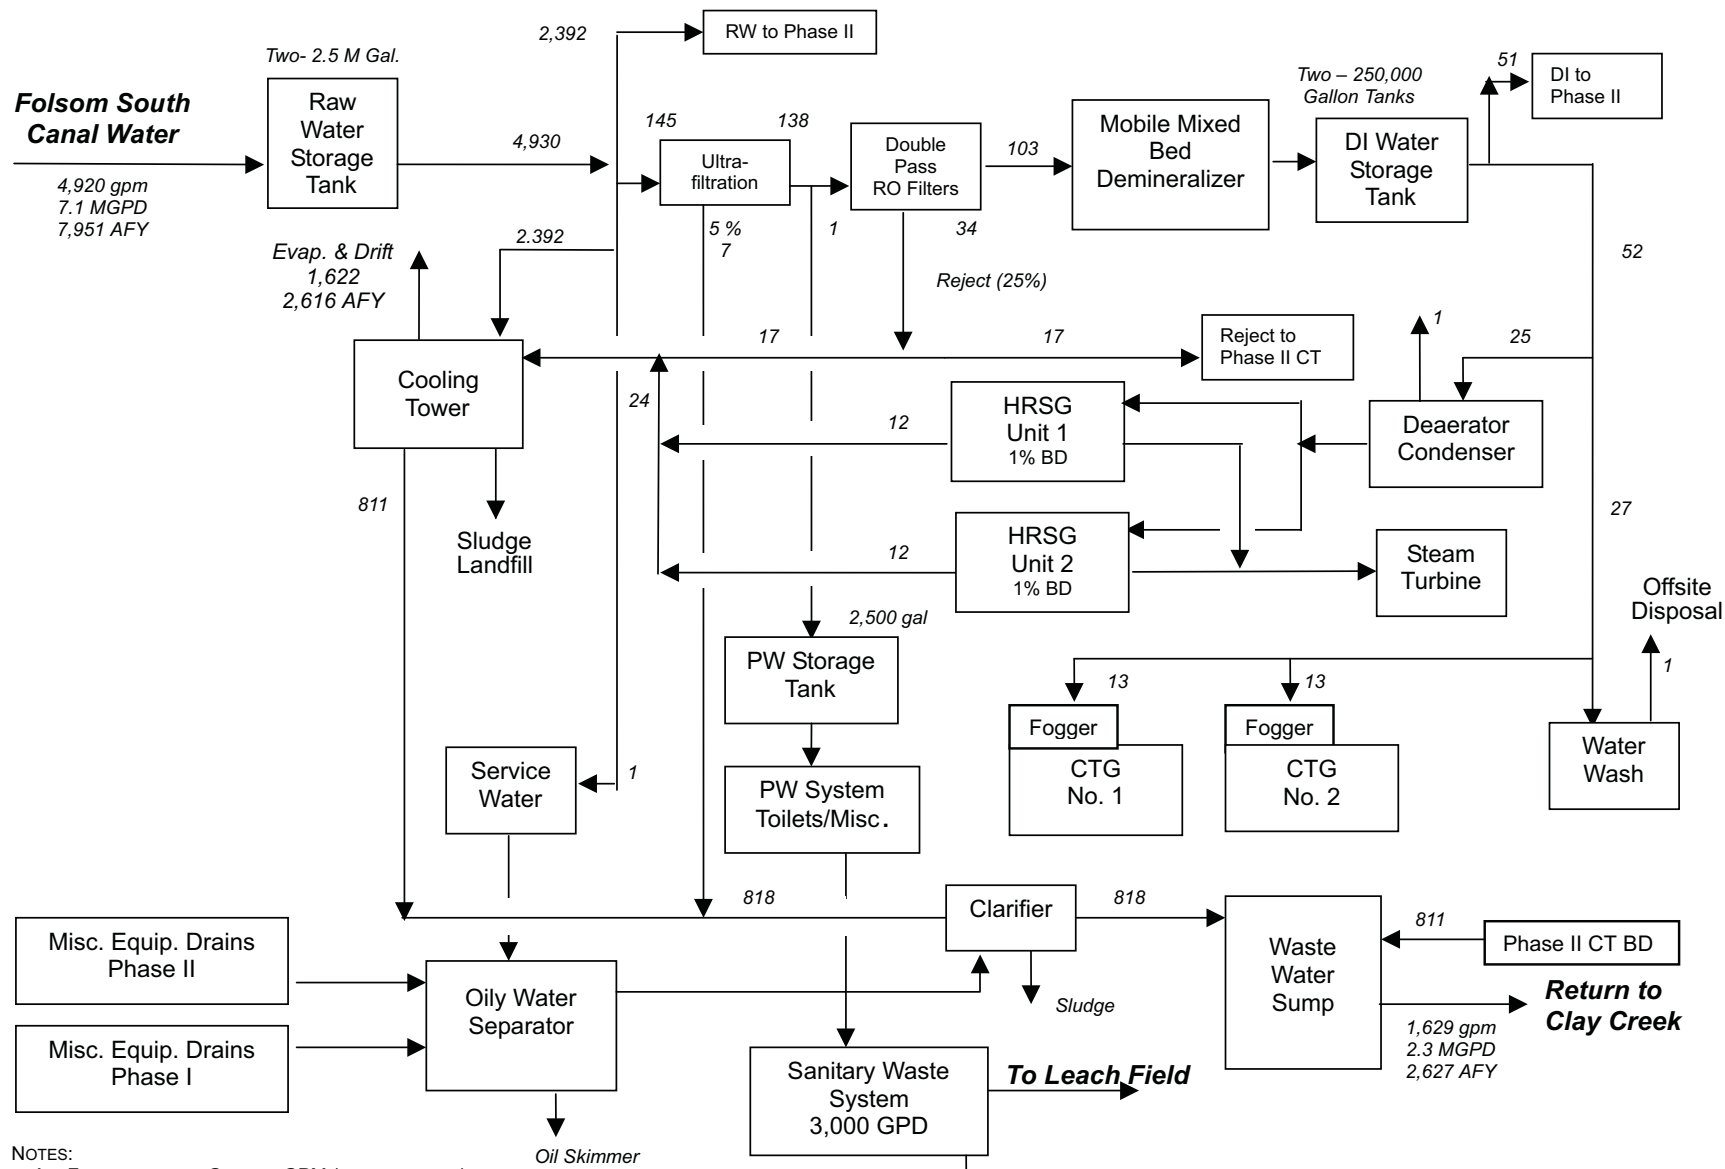 2,392
RW to Phase II
Two- 2.5 M Gal.
Folsom South
Canal Water
Raw
Water
Storage
Tank
4,920 gpm
7.1 MGPD
7,951 AFY
4,930
145
138
Ultra-
filtration
5 %
7
1
Double
Pass
RO Filters
103
34
Reject (25%)
Mobile Mixed
Bed
Demineralizer
Two – 250,000
Gallon Tanks
DI Water
Storage
Tank
51
DI to
Phase II
52
2.392
Evap. & Drift
1,622
2,616 AFY
Cooling
Tower
17
17
Reject to
Phase II CT
1
25
24
12
HRSG
Unit 1
1% BD
Deaerator
Condenser
811
Sludge
Landfill
12
HRSG
Unit 2
1% BD
Steam
Turbine
27
Offsite
Disposal
1
2,500 gal
PW Storage
Tank
13
13
Fogger
CTG
No. 1
Fogger
CTG
No. 2
Water
Wash
Service
Water
1
PW System
Toilets/Misc.
818
Clarifier
818
Waste
Water
Sump
811
Phase II CT BD
Misc. Equip. Drains
Phase II
Oily Water
Separator
Sludge
Return to
Clay Creek
1,629 gpm
2.3 MGPD
2,627 AFY
Misc. Equip. Drains
Phase I
Sanitary Waste
System
3,000 GPD
To Leach Field
Oil Skimmer
NOTES: